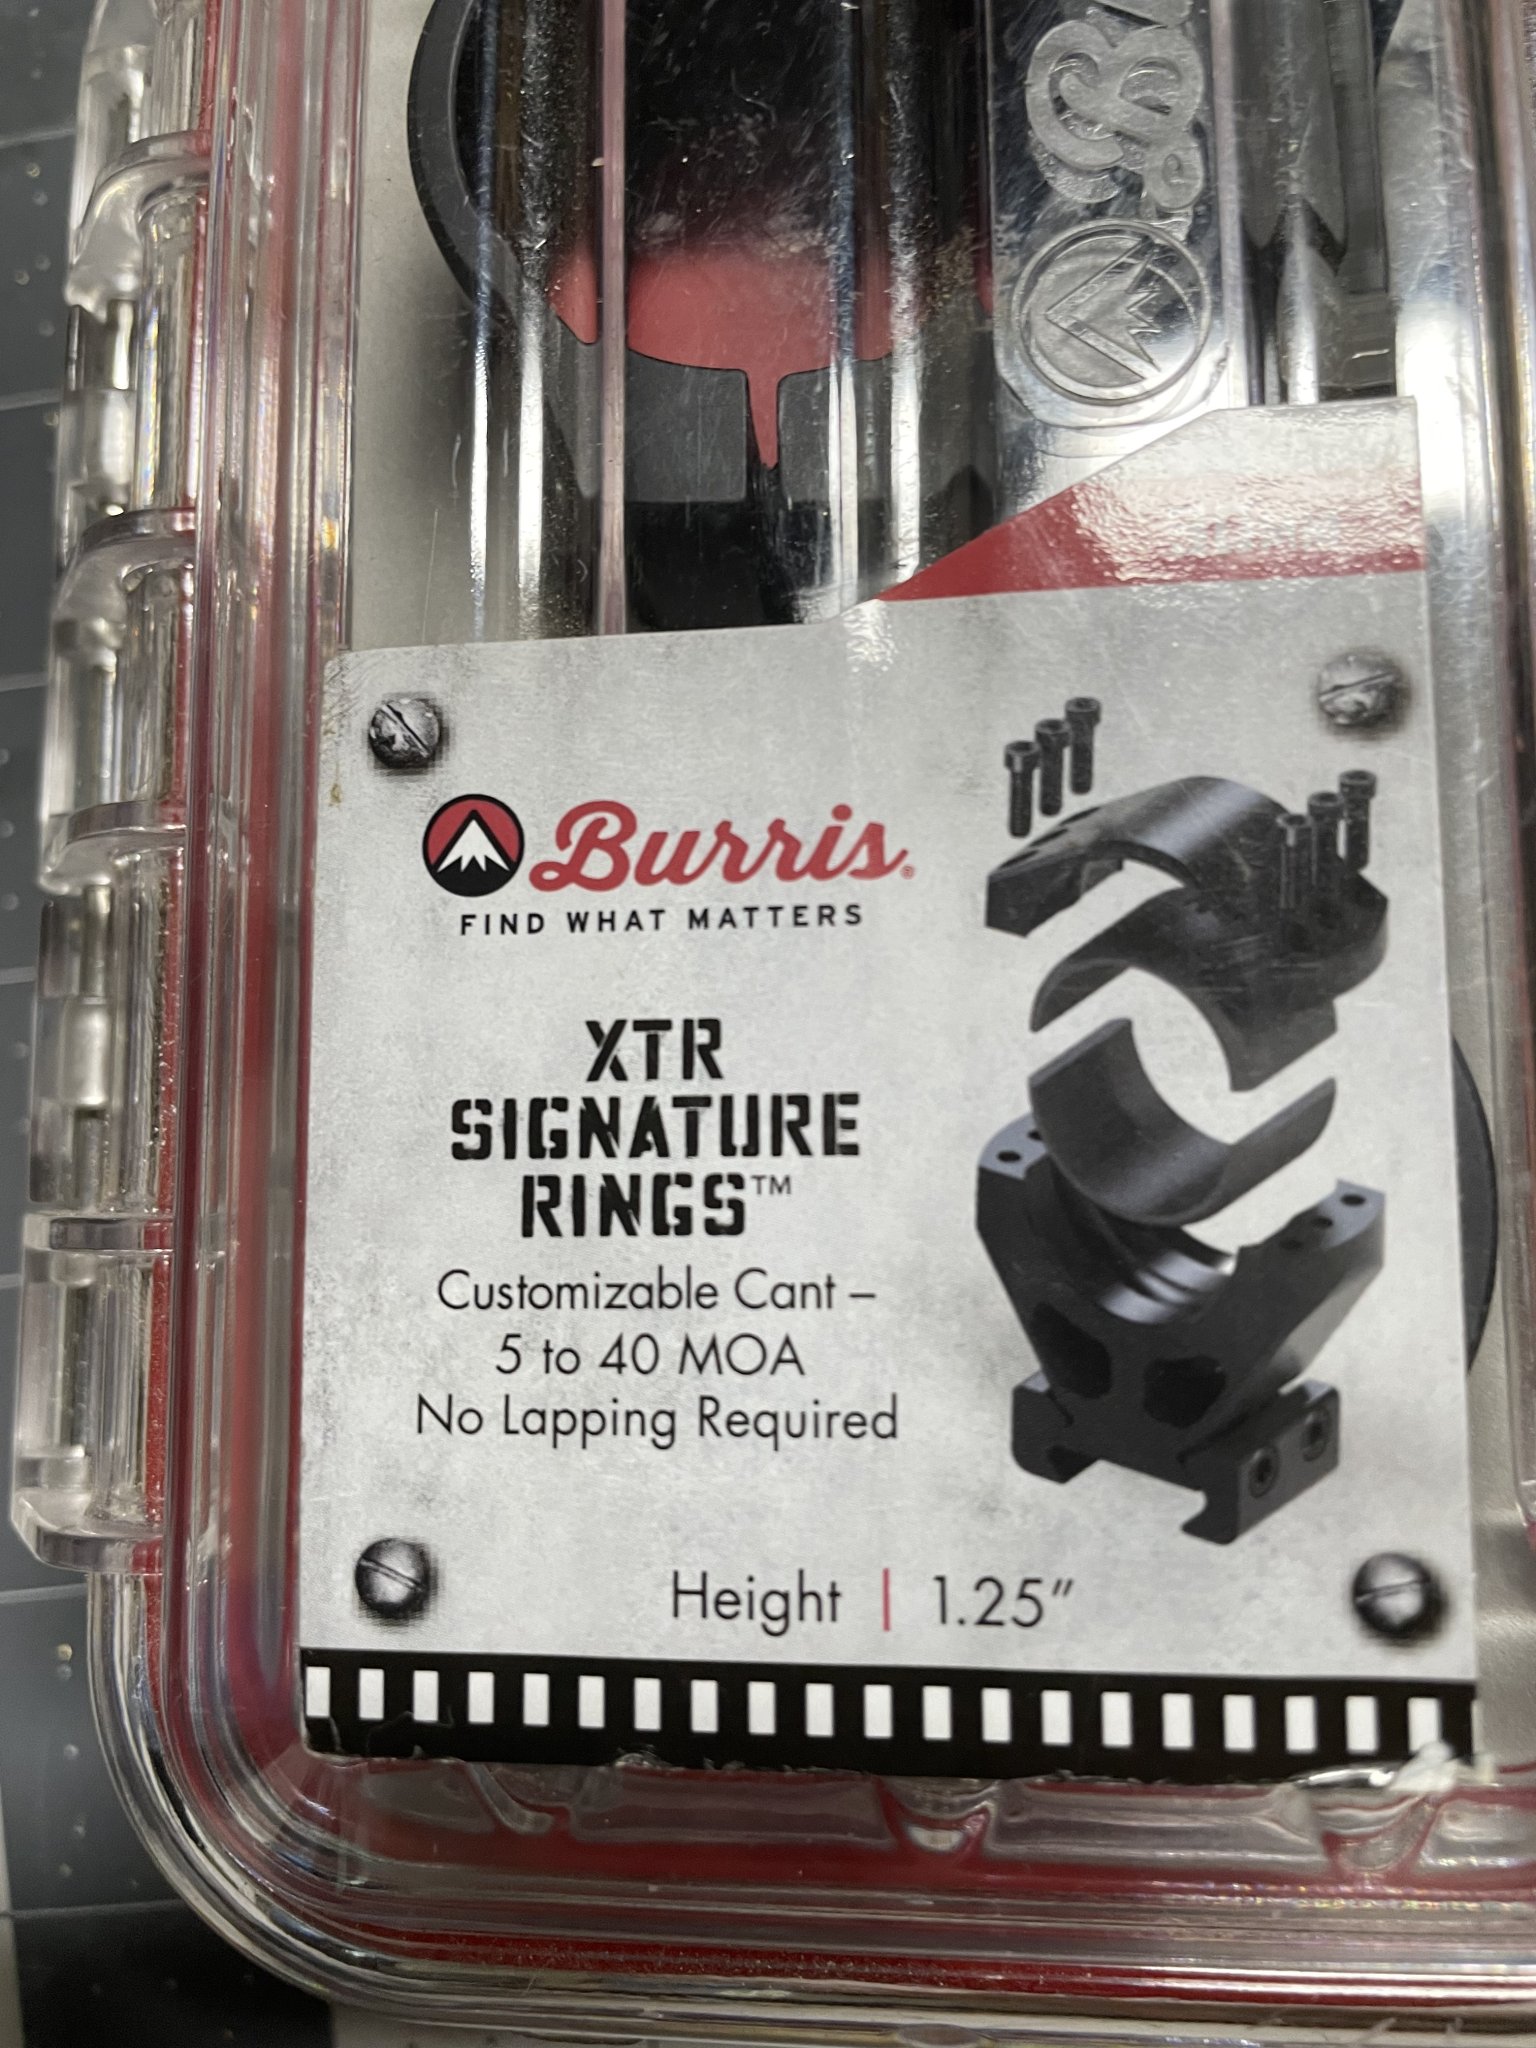 Burris®
FIND WHAT MATTERS
XTR
SIGNATURE
RINGS™
Customizable Cant –
5 to 40 MOA
No Lapping Required
Height | 1.25"